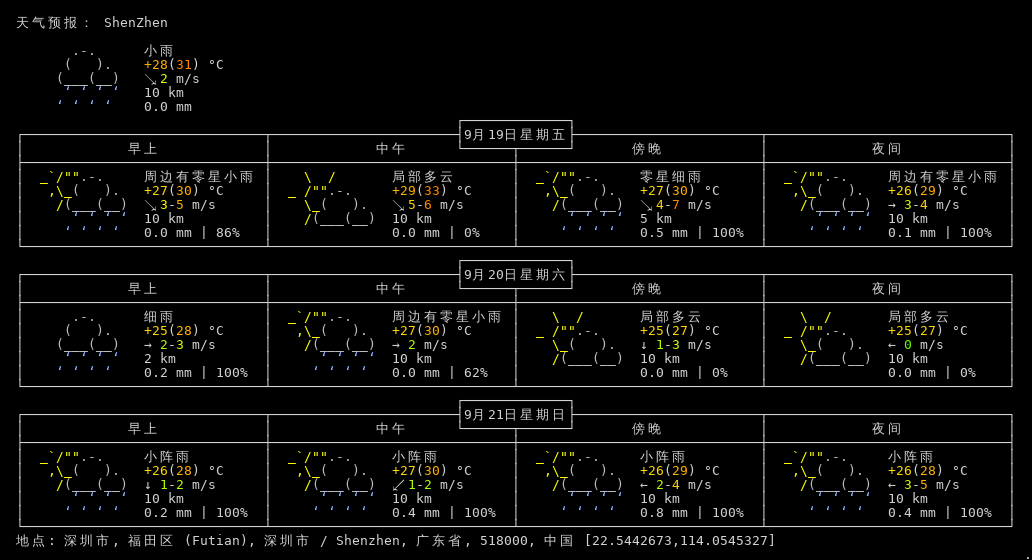 天气预报： ShenZhen
小雨
+28(31) °C
↘2 m/s
10 km
0.0 mm
9月19日星期五
早上 中午 傍晚 夜间
周边有零星小雨 局部多云 零星细雨 周边有零星小雨
+27(30) °C +29(33) °C +27(30) °C +26(29) °C
↘3-5 m/s ↘5-6 m/s ↘4-7 m/s → 3-4 m/s
10 km 10 km 5 km 10 km
0.0 mm | 86% 0.0 mm | 0% 0.5 mm | 100% 0.1 mm | 100%
9月20日星期六
早上 中午 傍晚 夜间
细雨 周边有零星小雨 局部多云 局部多云
+25(28) °C +27(30) °C +25(27) °C +25(27) °C
→ 2-3 m/s → 2 m/s ↓ 1-3 m/s ← 0 m/s
2 km 10 km 10 km 10 km
0.2 mm | 100% 0.0 mm | 62% 0.0 mm | 0% 0.0 mm | 0%
9月21日星期日
早上 中午 傍晚 夜间
小阵雨 小阵雨 小阵雨 小阵雨
+26(28) °C +27(30) °C +26(29) °C +26(28) °C
↓ 1-2 m/s ↙1-2 m/s ← 2-4 m/s ← 3-5 m/s
10 km 10 km 10 km 10 km
0.2 mm | 100% 0.4 mm | 100% 0.8 mm | 100% 0.4 mm | 100%
地点: 深圳市, 福田区 (Futian), 深圳市 / Shenzhen, 广东省, 518000, 中国 [22.5442673,114.0545327]